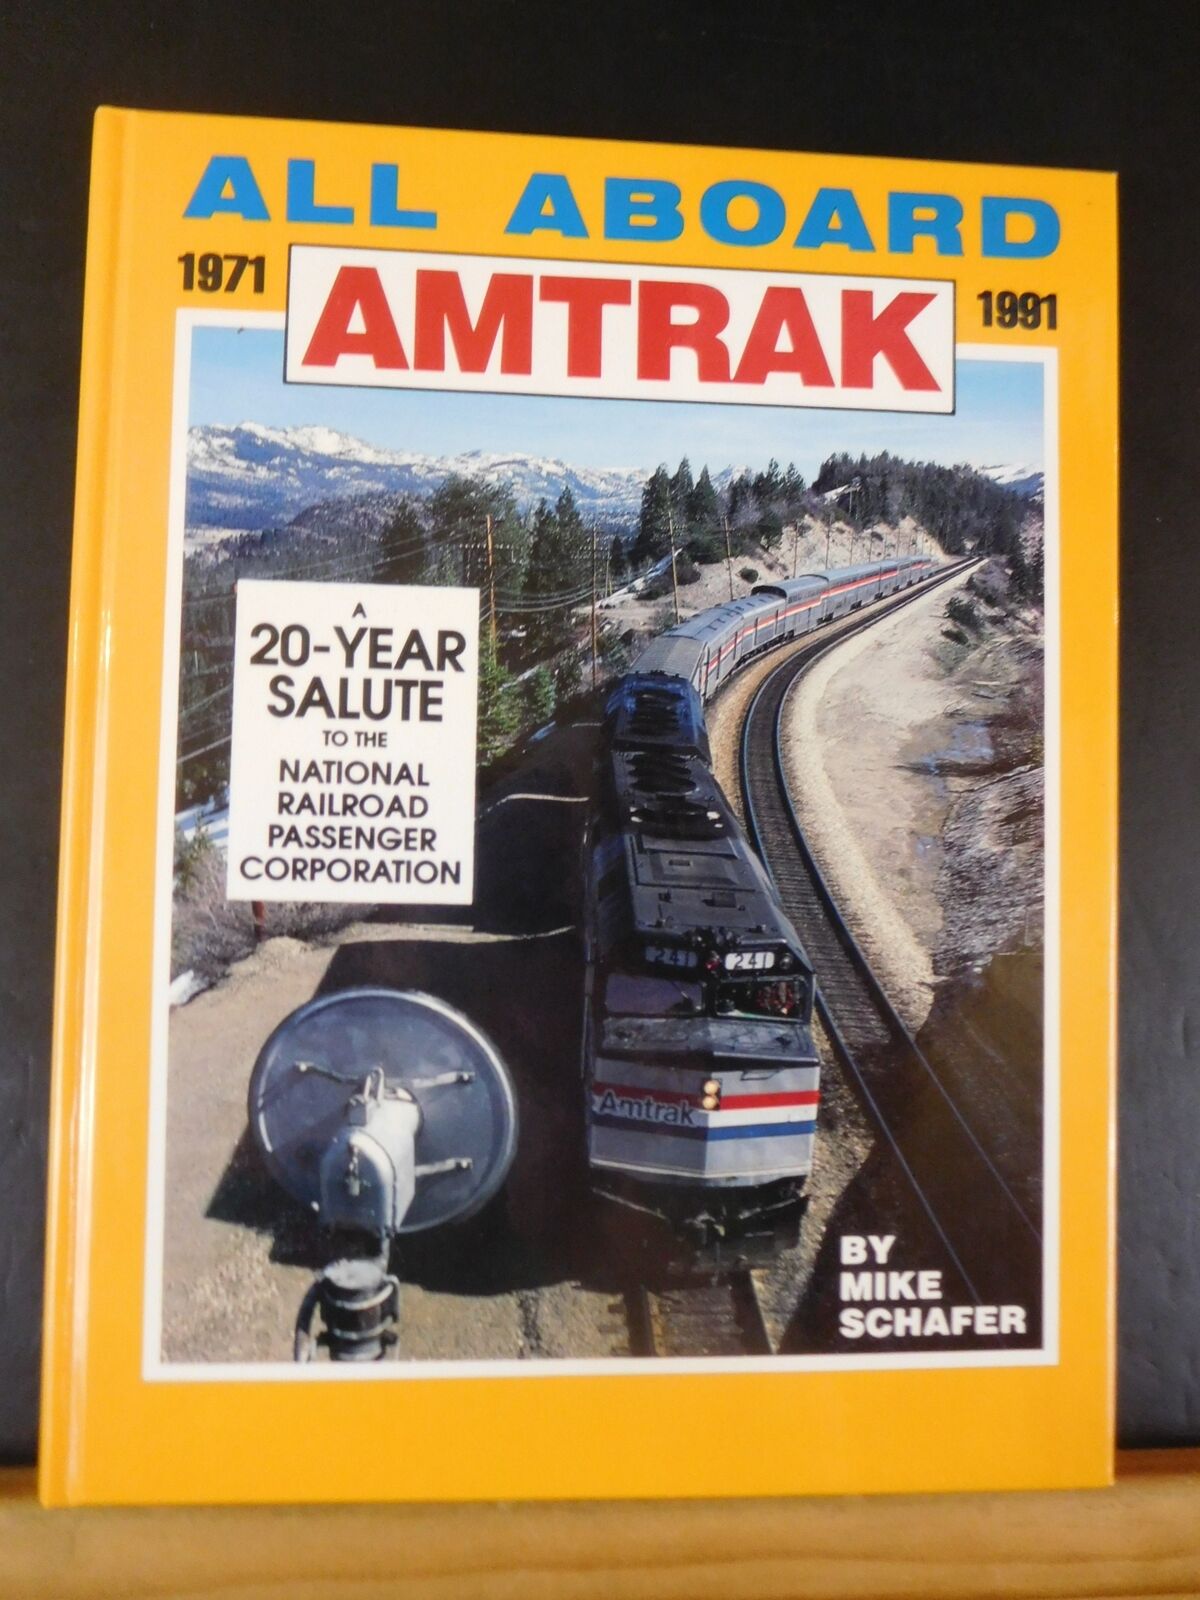 ALL ABOARD
1971 AMTRAK 1991
A
20-YEAR
SALUTE
TO THE
NATIONAL
RAILROAD
PASSENGER
CORPORATION
241 241
Amtrak
BY
MIKE
SCHAFER